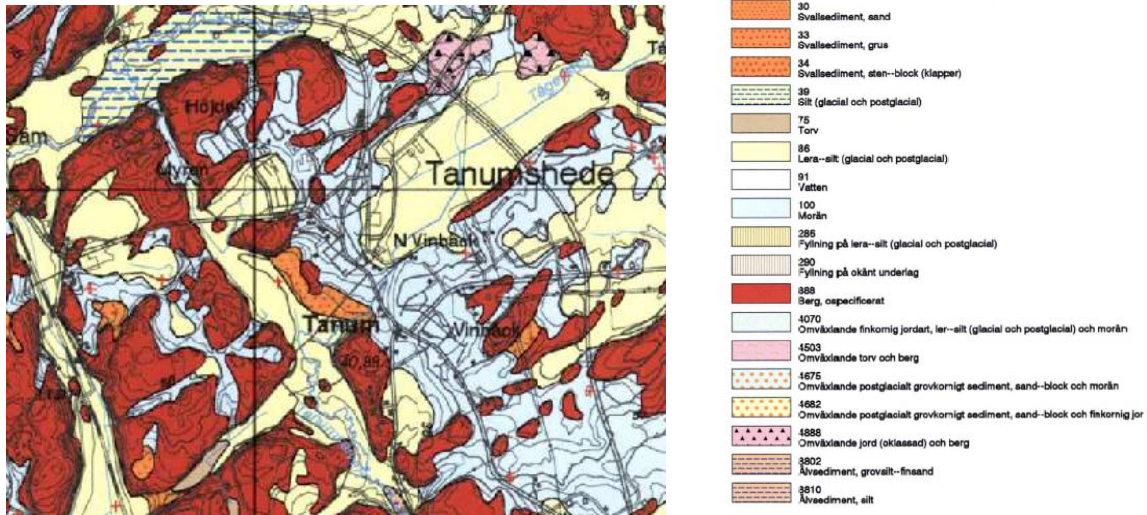 Höjden
Tåge
Säm
Myren
Tanumshede
N Vinbäck
Tanum
Vinbäck
40,88
30
Svallsediment, sand
33
Svallsediment, grus
34
Svallsediment, sten--block (klapper)
39
Silt (glacial och postglacial)
75
Torv
86
Lera--silt (glacial och postglacial)
91
Vatten
100
Morän
286
Fyllning på lera--silt (glacial och postglacial)
290
Fyllning på okänt underlag
888
Berg, ospecificerat
4070
Omväxlande finkornig jordart, ler--silt (glacial och postglacial) och morän
4503
Omväxlande torv och berg
4675
Omväxlande postglacialt grovkornigt sediment, sand--block och morän
4682
Omväxlande postglacialt grovkornigt sediment, sand--block och finkornig jor
4888
Omväxlande jord (oklassad) och berg
8802
Älvsediment, grovsilt--finsand
8810
Älvsediment, silt